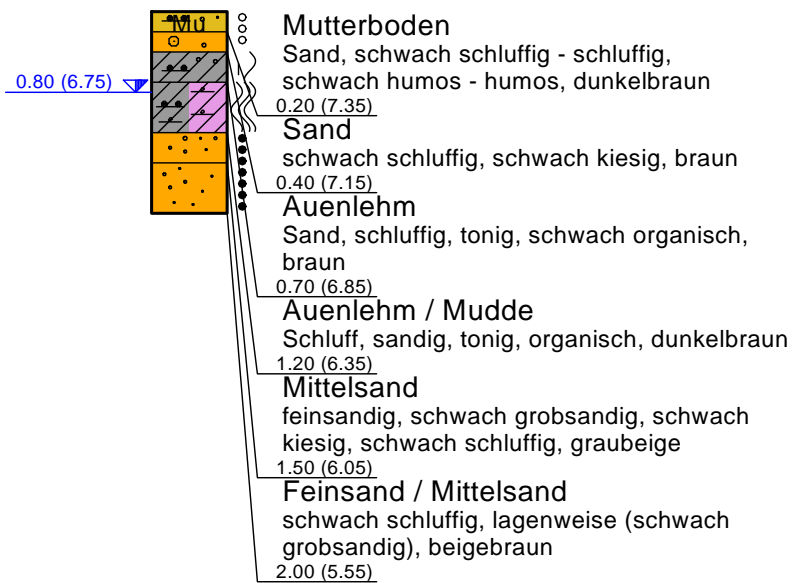 Mu
Mutterboden
Sand, schwach schluffig - schluffig,
schwach humos - humos, dunkelbraun
0.80 (6.75)
0.20 (7.35)
Sand
schwach schluffig, schwach kiesig, braun
0.40 (7.15)
Auenlehm
Sand, schluffig, tonig, schwach organisch,
braun
0.70 (6.85)
Auenlehm / Mudde
Schluff, sandig, tonig, organisch, dunkelbraun
1.20 (6.35)
Mittelsand
feinsandig, schwach grobsandig, schwach
kiesig, schwach schluffig, graubeige
1.50 (6.05)
Feinsand / Mittelsand
schwach schluffig, lagenweise (schwach
grobsandig), beigebraun
2.00 (5.55)